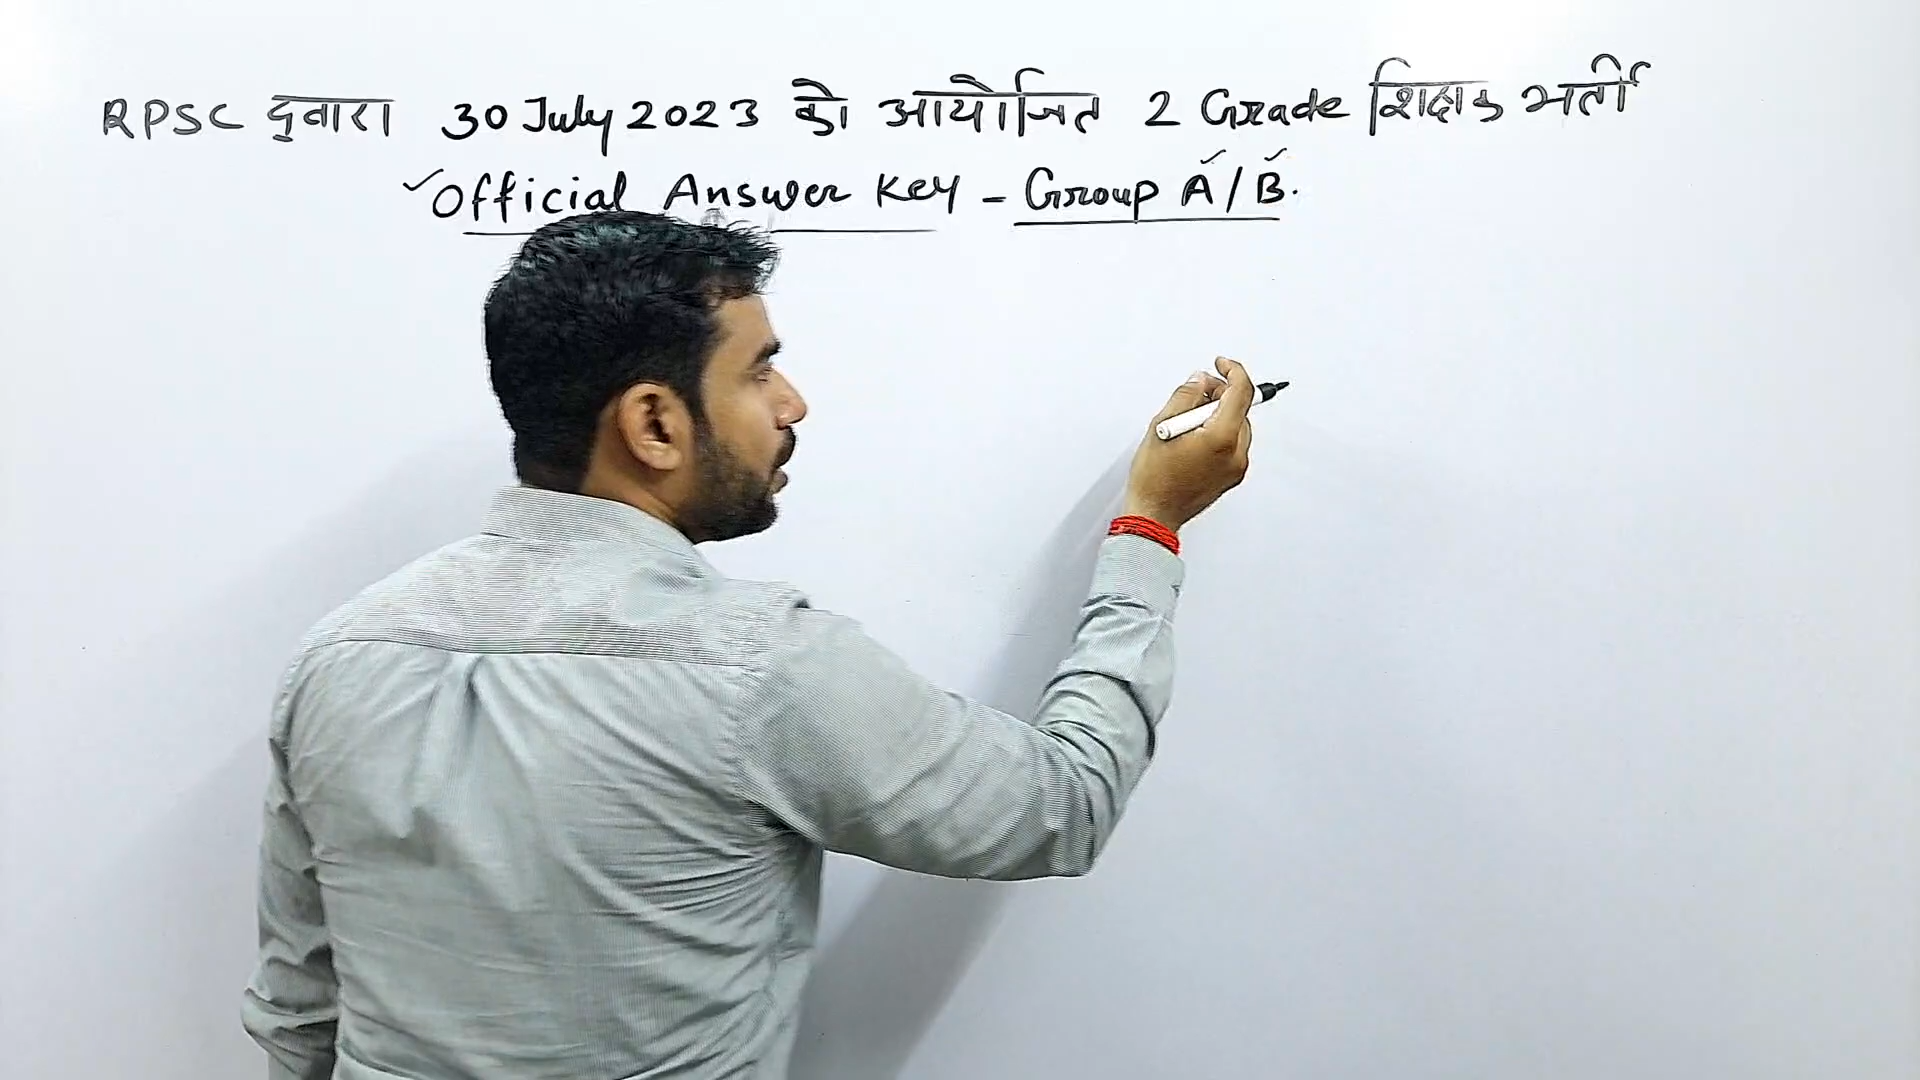 RPSC दुवारा 30 July 2023 को आयोजित 2 Grade शिक्षक भर्ती
✓Official Answer Key - Group A/B.